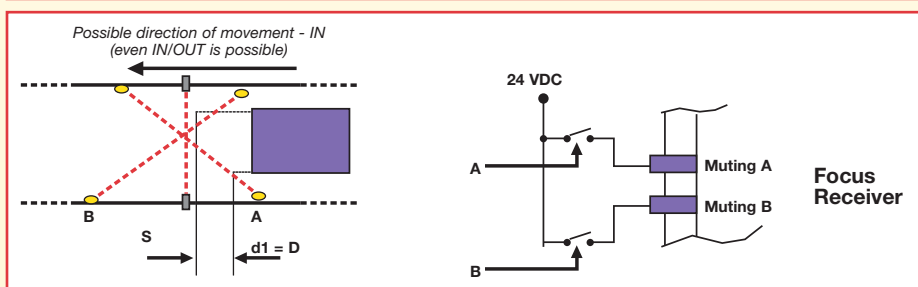 Possible direction of movement - IN
(even IN/OUT is possible)
B
A
S
d1 = D
24 VDC
A
Muting A
Muting B
B
Focus
Receiver